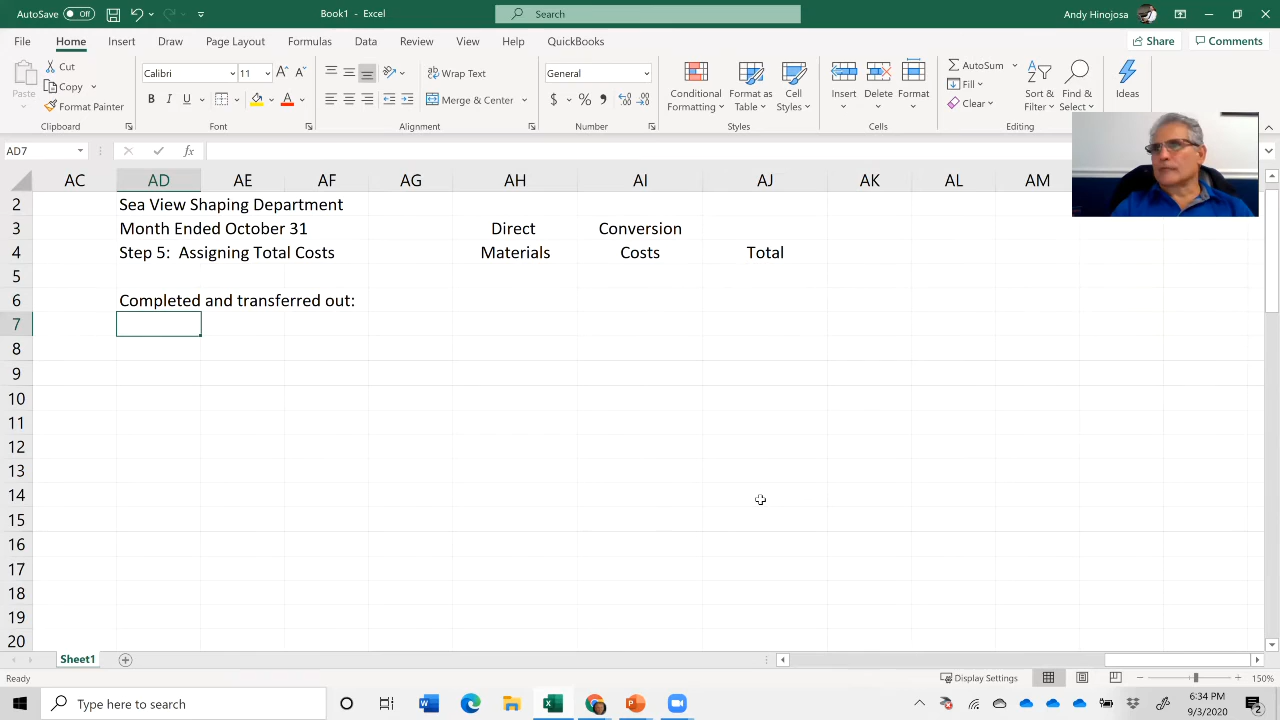 AutoSave Off Book1 - Excel Search Andy Hinojosa
File Home Insert Draw Page Layout Formulas Data Review View Help QuickBooks Share Comments
Paste Cut Copy Format Painter Clipboard
Calibri 11 A A B I U A Font
Wrap Text Merge & Center Alignment
General $ % , Number
Conditional Formatting Format as Table Cell Styles Styles
Insert Delete Format Cells
AutoSum Fill Clear Sort & Filter Find & Select Editing
Ideas
AD7 fx
AC AD AE AF AG AH AI AJ AK AL AM
2 Sea View Shaping Department
3 Month Ended October 31 Direct Conversion
4 Step 5: Assigning Total Costs Materials Costs Total
5
6 Completed and transferred out:
7
8
9
10
11
12
13
14
15
16
17
18
19
20
Sheet1
Ready Display Settings 150%
Type here to search 6:34 PM
9/3/2020 2